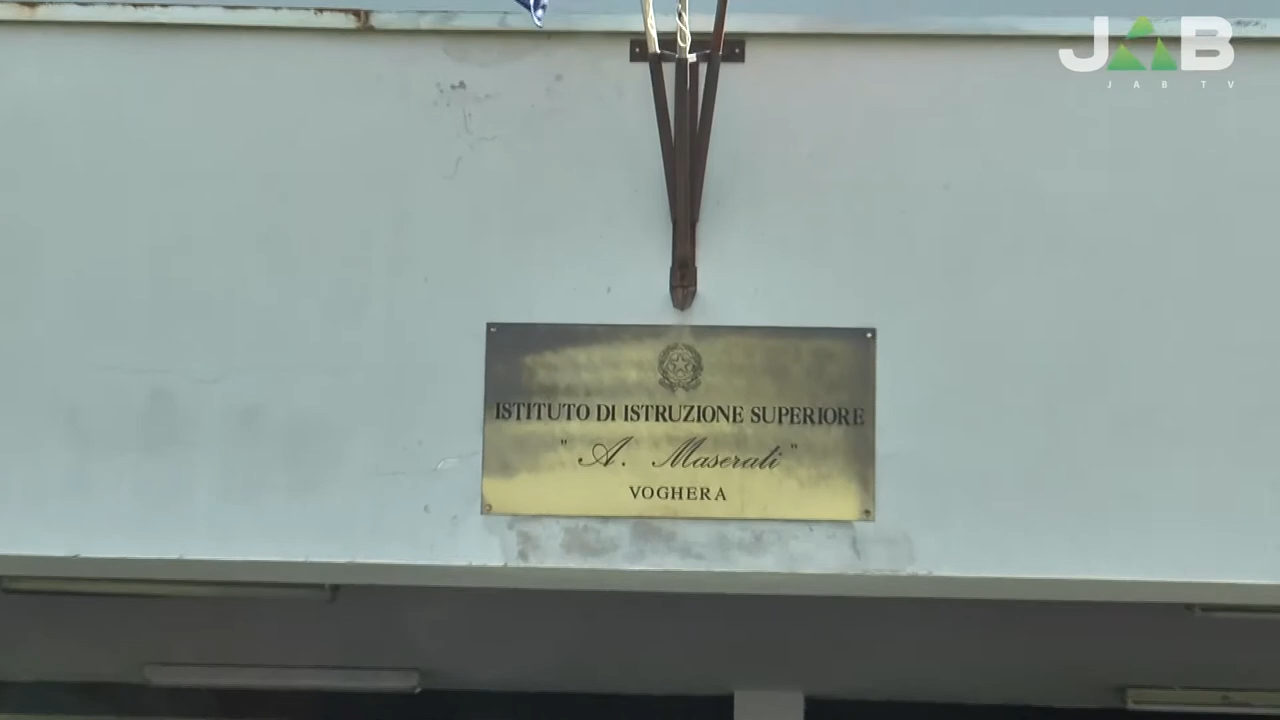 JAB
JAB TV
ISTITUTO DI ISTRUZIONE SUPERIORE
"A. Maserati"
VOGHERA